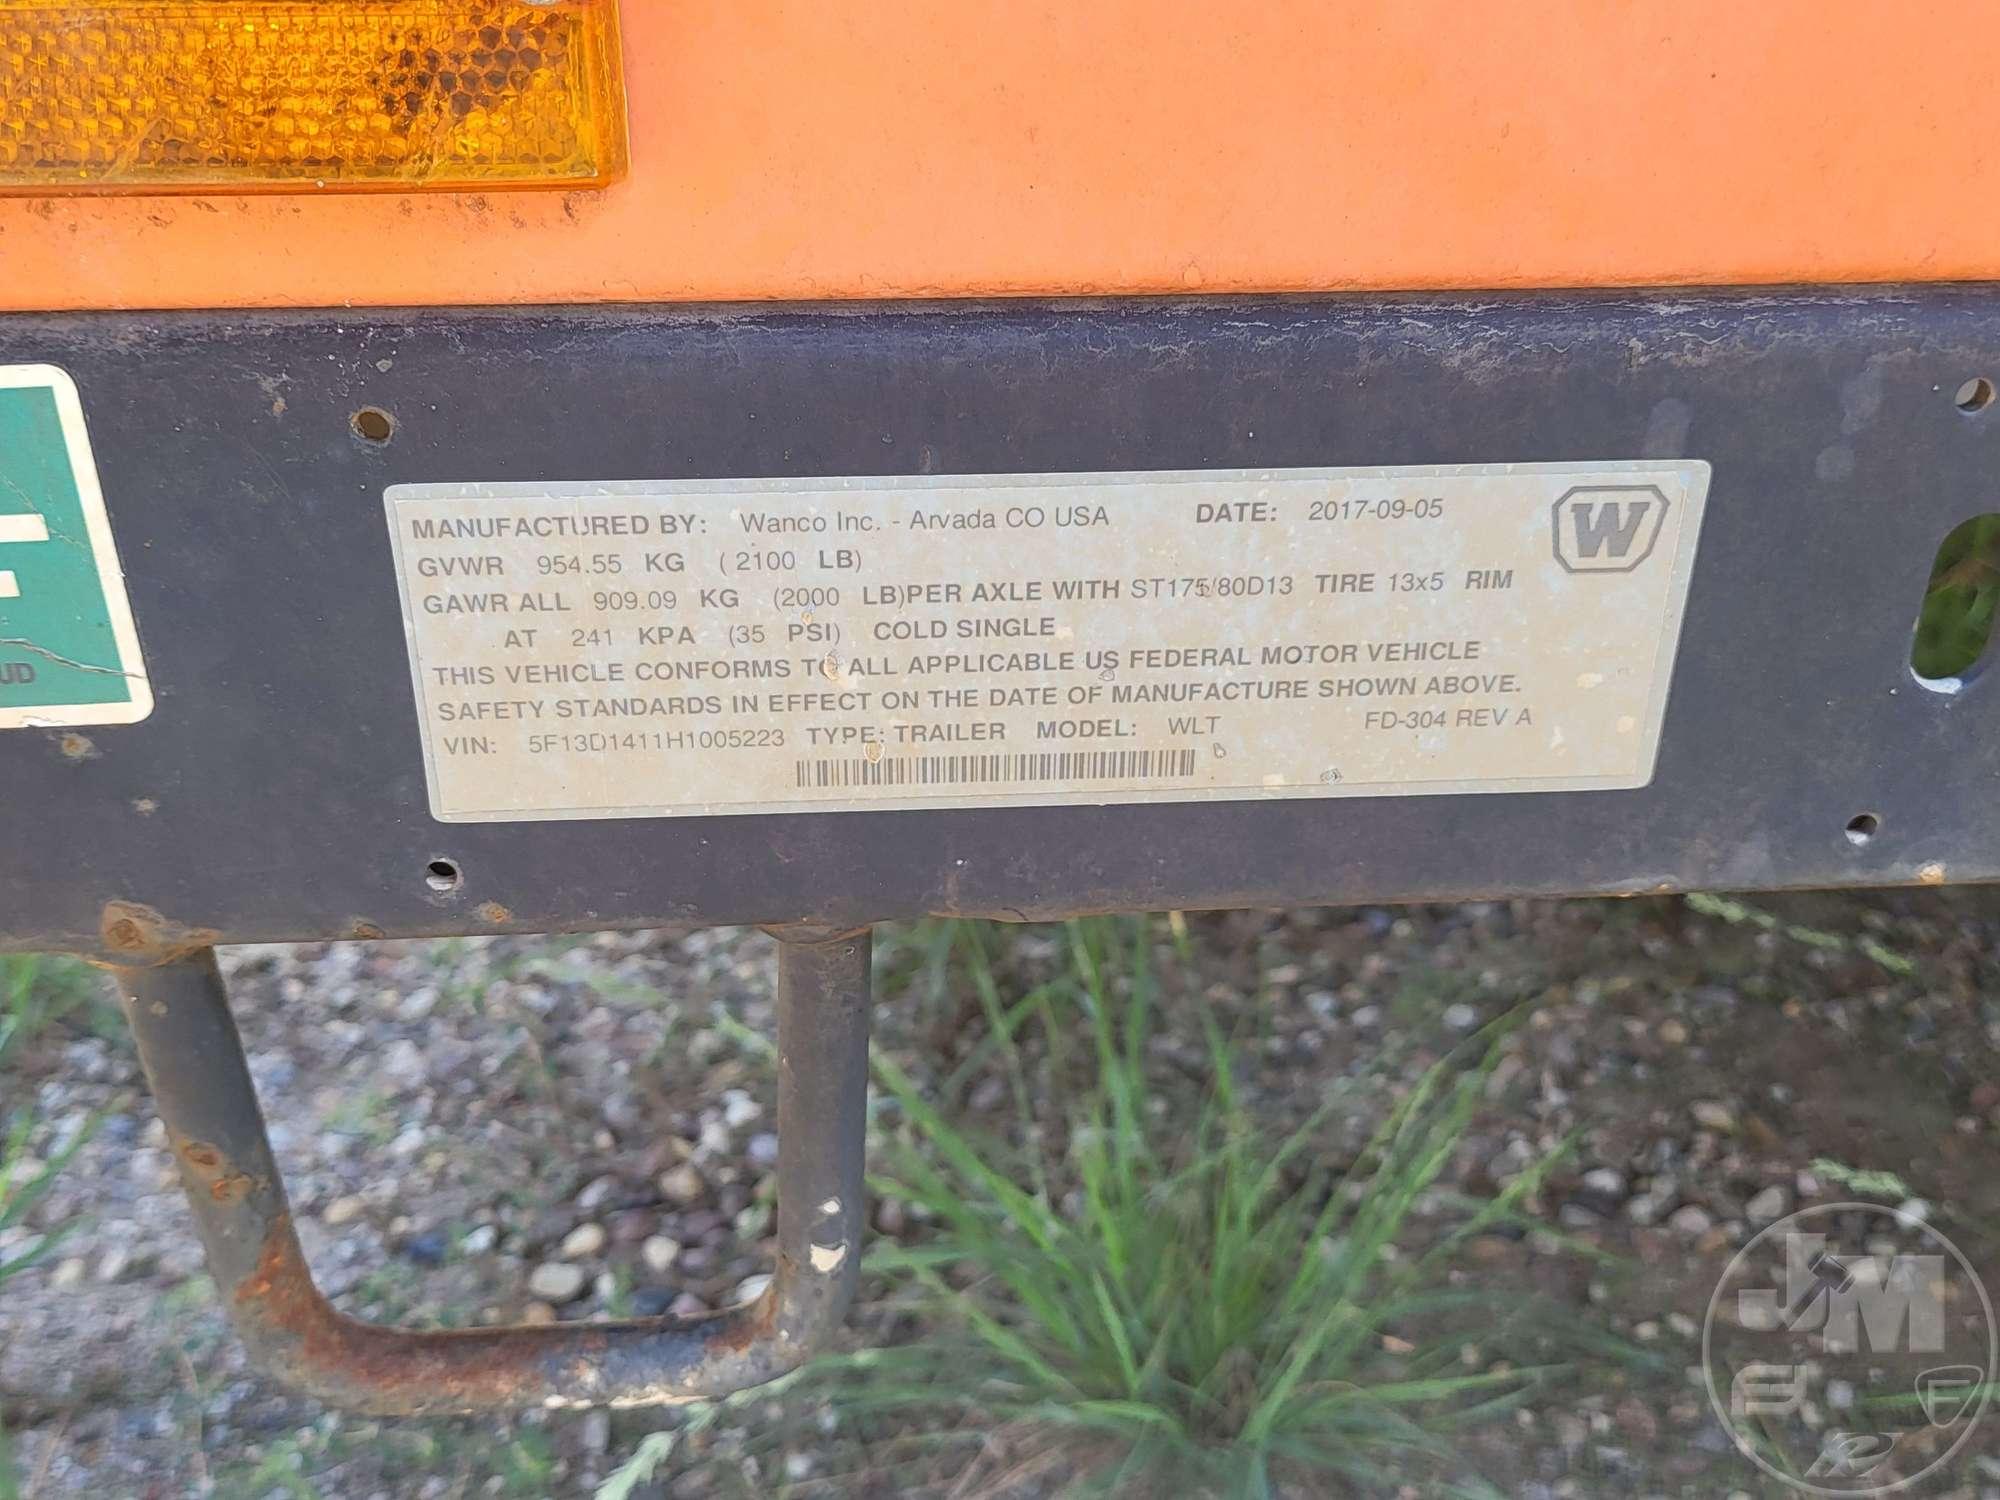 MANUFACTURED BY: Wanco Inc. - Arvada CO USA DATE: 2017-09-05
W
GVWR 954.55 KG ( 2100 LB)
GAWR ALL 909.09 KG (2000 LB)PER AXLE WITH ST175/80D13 TIRE 13x5 RIM
AT 241 KPA (35 PSI) COLD SINGLE
THIS VEHICLE CONFORMS TO ALL APPLICABLE US FEDERAL MOTOR VEHICLE
SAFETY STANDARDS IN EFFECT ON THE DATE OF MANUFACTURE SHOWN ABOVE.
VIN: 5F13D1411H1005223 TYPE: TRAILER MODEL: WLT FD-304 REV A
UD
JM
F